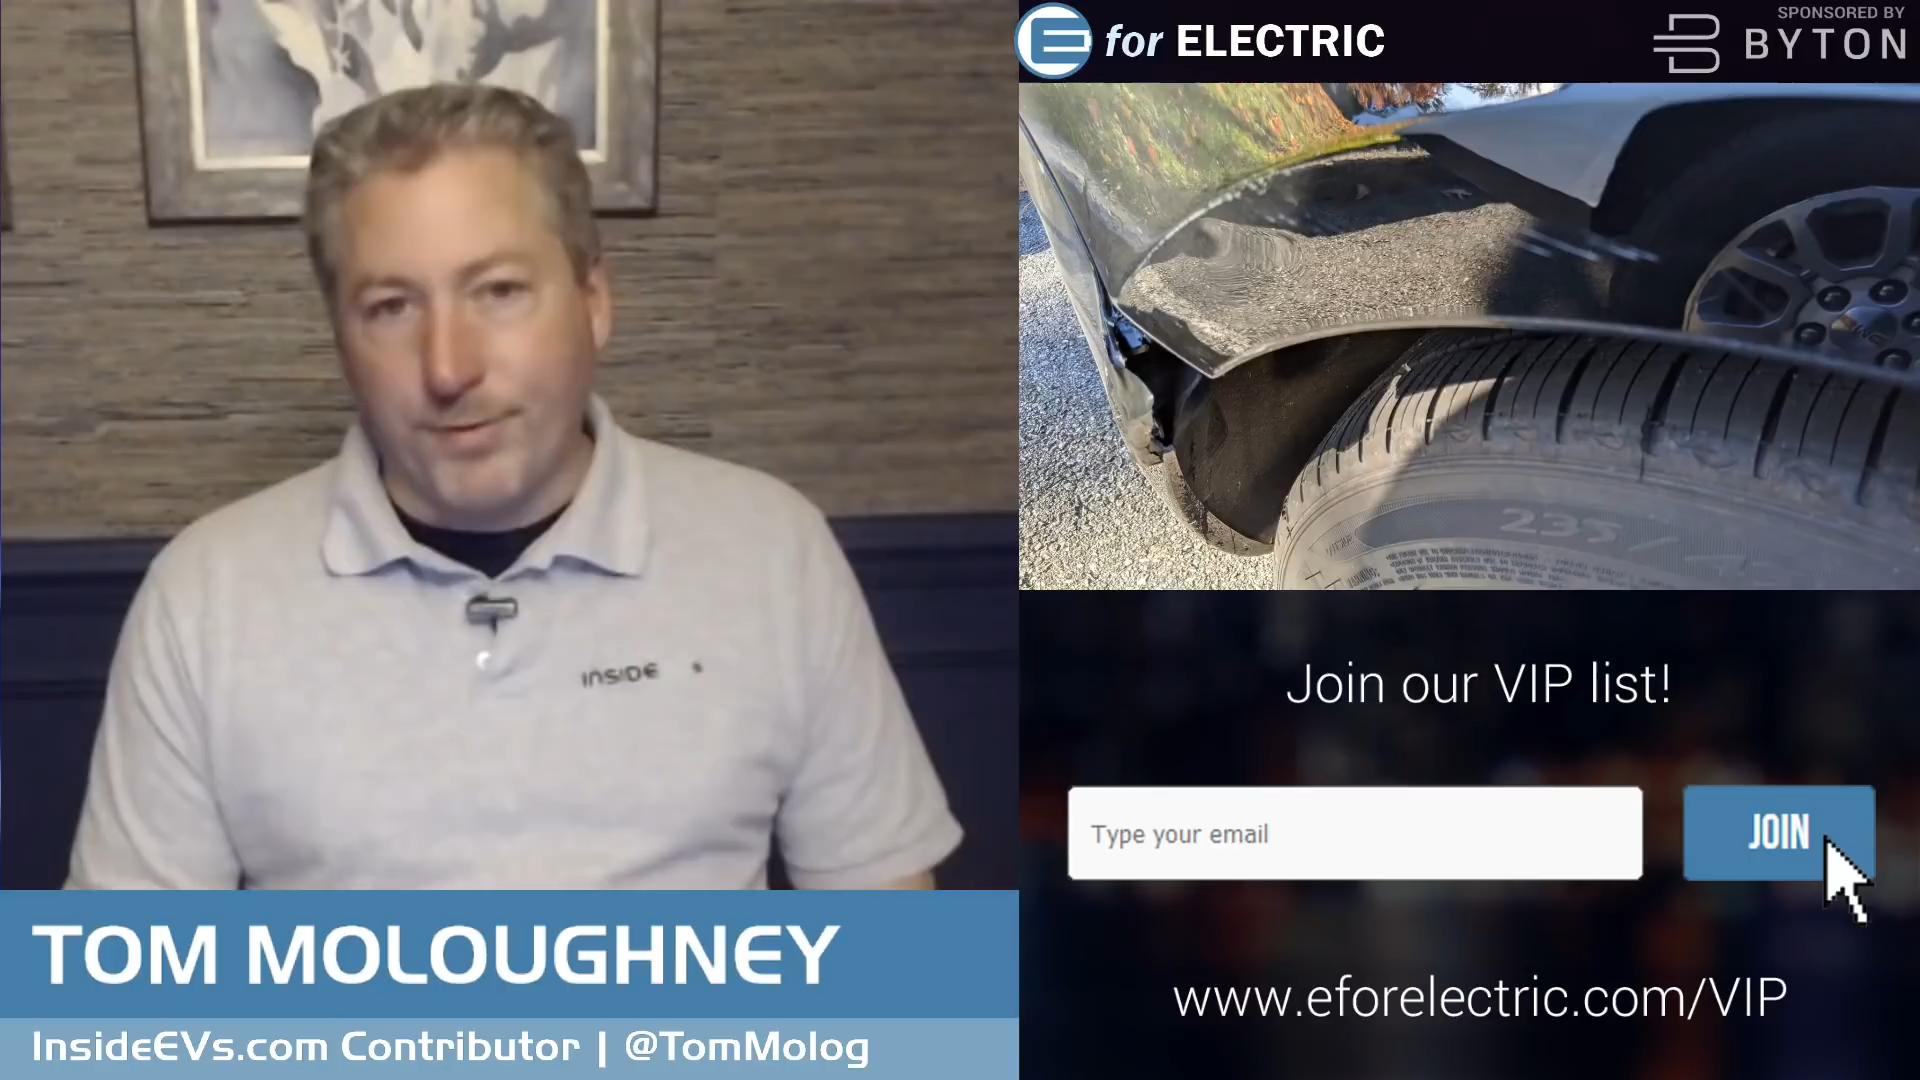 INSIDE s
TOM MOLOUGHNEY
InsideEVs.com Contributor | @TomMolog
E for ELECTRIC
SPONSORED BY
BYTON
235 /
Join our VIP list!
Type your email
JOIN
www.eforelectric.com/VIP